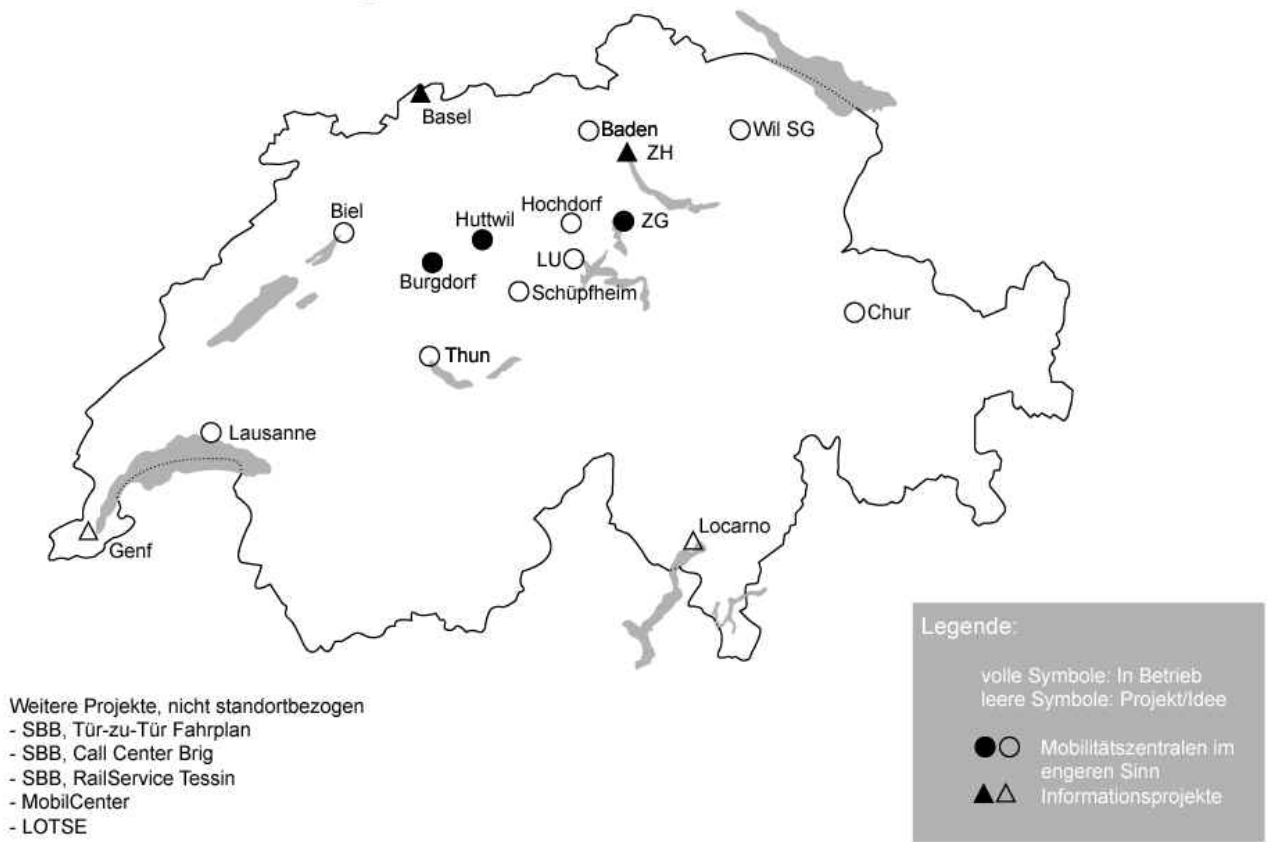 Basel
Baden
Wil SG
ZH
Biel
Huttwil
Hochdorf
ZG
Burgdorf
LU
Schüpfheim
Chur
Thun
Lausanne
Genf
Locarno
Legende:
volle Symbole: In Betrieb
leere Symbole: Projekt/Idee
Mobilitätszentralen im
engeren Sinn
Informationsprojekte
Weitere Projekte, nicht standortbezogen
- SBB, Tür-zu-Tür Fahrplan
- SBB, Call Center Brig
- SBB, RailService Tessin
- MobilCenter
- LOTSE